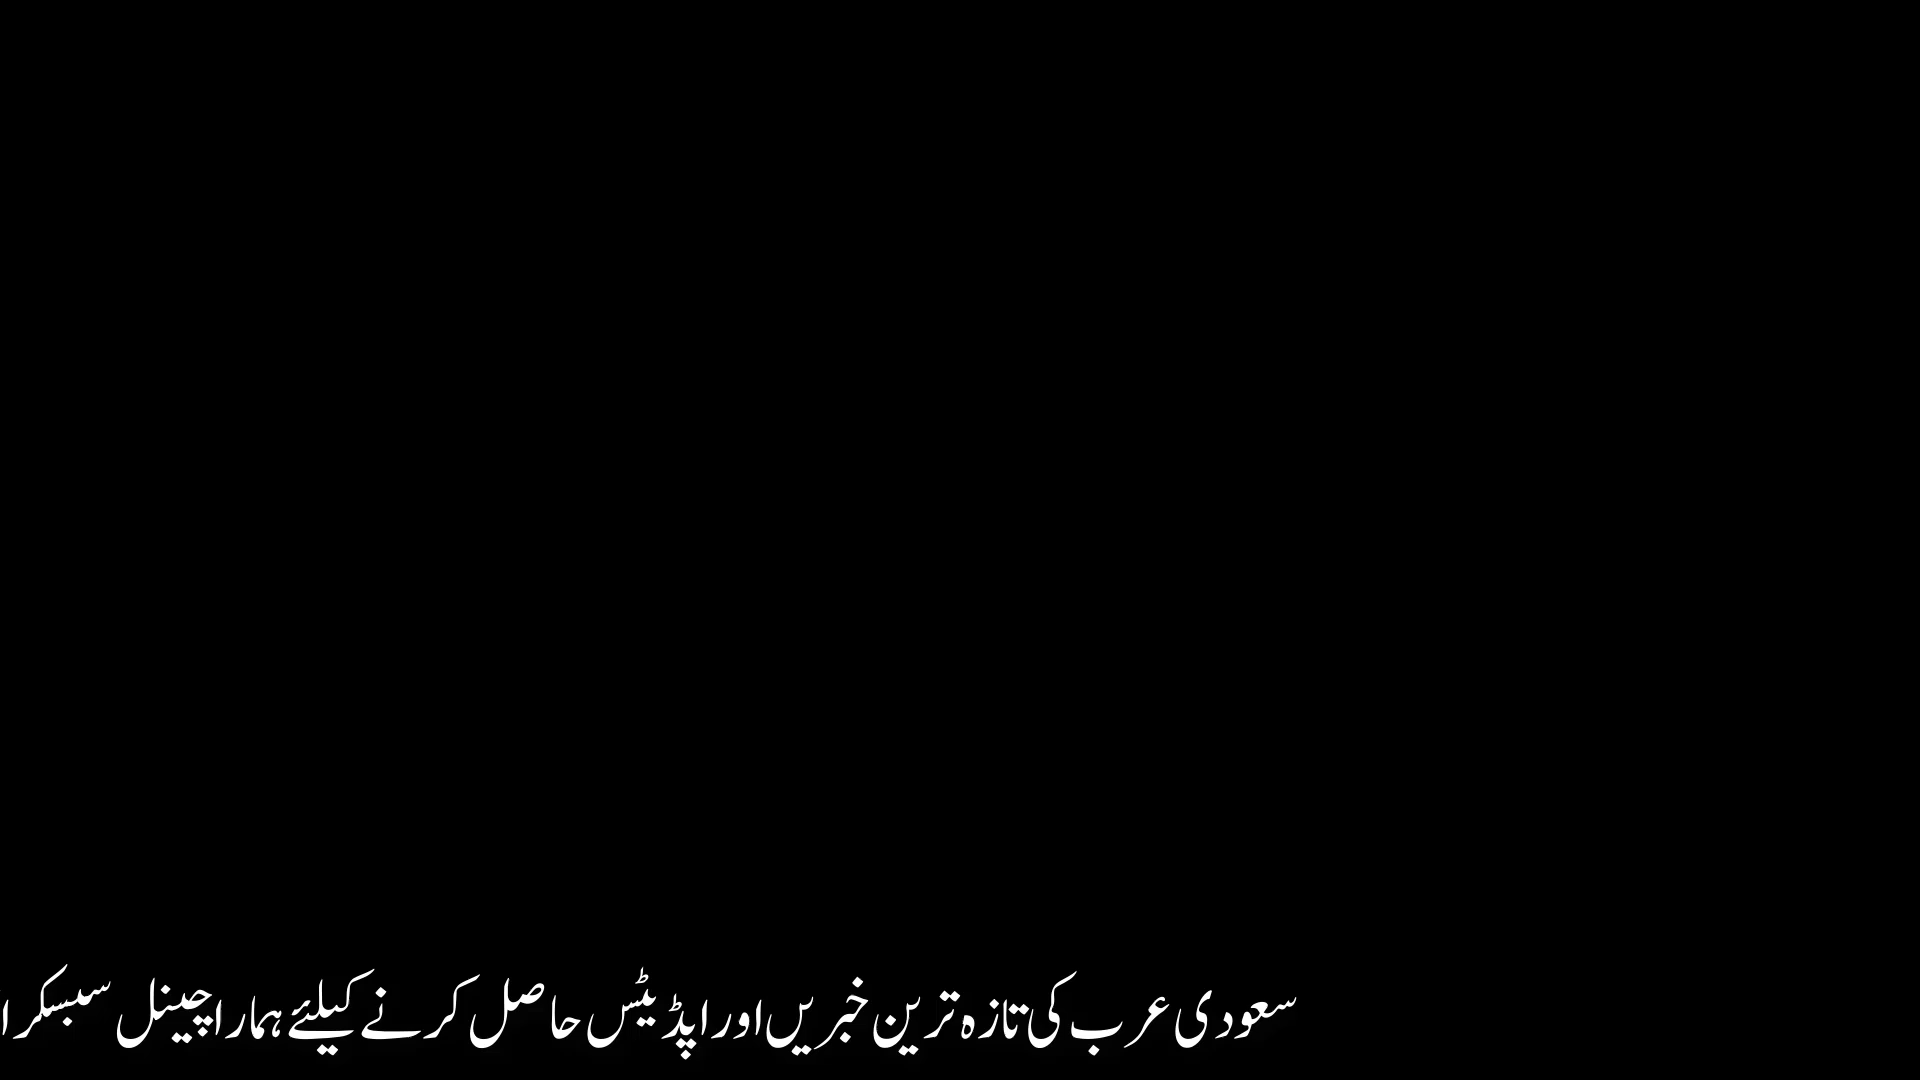 سعودی عرب کی تازہ ترین خبریں اور اپڈیٹس حاصل کرنے کیلئے ہمارا چینل سبسکرا